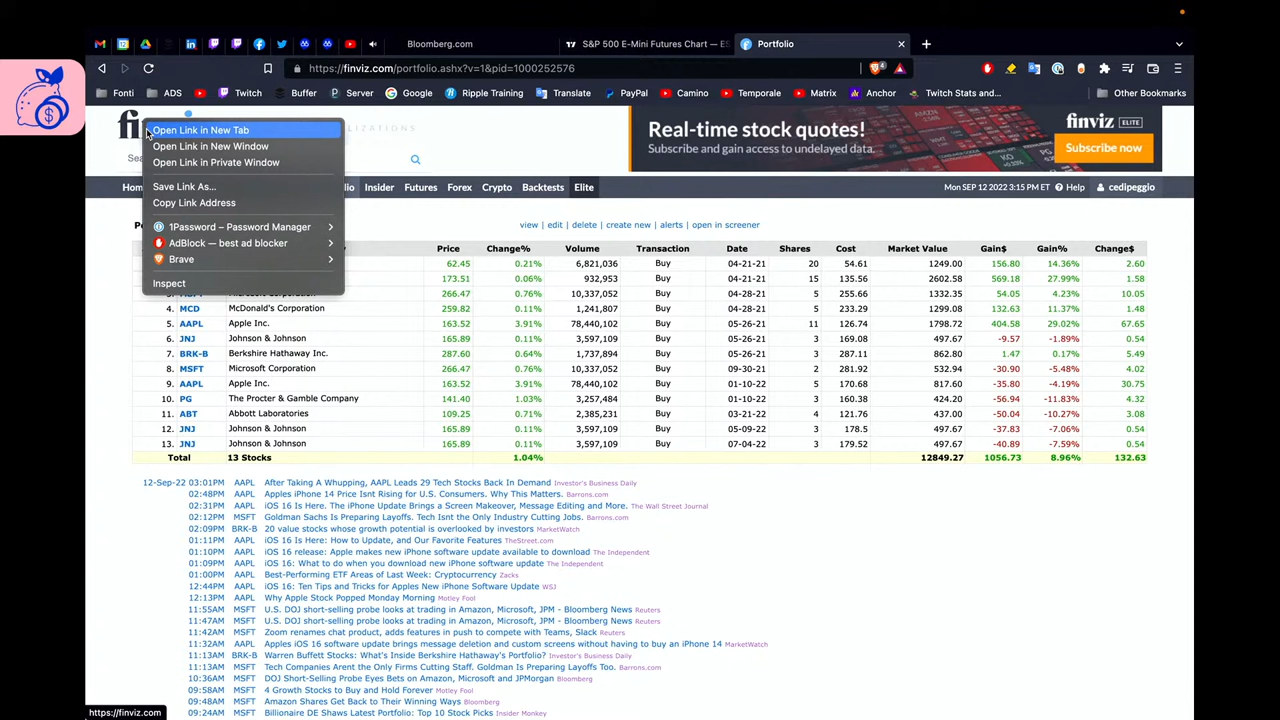 Bloomberg.com
S&P 500 E-Mini Futures Chart — ES
Portfolio
https://finviz.com/portfolio.ashx?v=1&pid=1000252576
Fonti ADS Twitch Buffer Server Google PayPal Camino Ripple Training Translate Temporale Matrix Anchor Twitch Stats and... Other Bookmarks
Real-time stock quotes!
Subscribe and gain access to undelayed data.
finviz ELITE
Subscribe now
Open Link in New Tab
Open Link in New Window
Open Link in Private Window
Save Link As...
Copy Link Address
1Password – Password Manager
AdBlock — best ad blocker
Brave
Inspect
Insider Futures Forex Crypto Backtests Elite Mon SEP 12 2022 3:15 PM ET Help cedipeggio
view | edit | delete | create new | alerts | open in screener
Price Change% Volume Transaction Date Shares Cost Market Value Gain$ Gain% Change$
62.45 0.21% 6,821,036 Buy 04-21-21 20 54.61 1249.00 156.80 14.36% 2.60
173.51 0.06% 932,953 Buy 04-21-21 15 135.56 2602.58 569.18 27.99% 1.58
266.47 0.76% 10,337,052 Buy 04-28-21 5 255.66 1332.35 54.05 4.23% 10.05
4. MCD McDonald's Corporation 259.82 0.11% 1,241,807 Buy 04-28-21 5 233.29 1299.08 132.63 11.37% 1.48
5. AAPL Apple Inc. 163.52 3.91% 78,440,102 Buy 05-26-21 11 126.74 1798.72 404.58 29.02% 67.65
6. JNJ Johnson & Johnson 165.89 0.11% 3,597,109 Buy 05-26-21 3 169.08 497.67 -9.57 -1.89% 0.54
7. BRK-B Berkshire Hathaway Inc. 287.60 0.64% 1,737,894 Buy 05-26-21 3 287.11 862.80 1.47 0.17% 5.49
8. MSFT Microsoft Corporation 266.47 0.76% 10,337,052 Buy 09-30-21 2 281.92 532.94 -30.90 -5.48% 4.02
9. AAPL Apple Inc. 163.52 3.91% 78,440,102 Buy 01-10-22 5 170.68 817.60 -35.80 -4.19% 30.75
10. PG The Procter & Gamble Company 141.40 1.03% 3,257,484 Buy 01-10-22 3 160.38 424.20 -56.94 -11.83% 4.32
11. ABT Abbott Laboratories 109.25 0.71% 2,385,231 Buy 03-21-22 4 121.76 437.00 -50.04 -10.27% 3.08
12. JNJ Johnson & Johnson 165.89 0.11% 3,597,109 Buy 05-09-22 3 178.5 497.67 -37.83 -7.06% 0.54
13. JNJ Johnson & Johnson 165.89 0.11% 3,597,109 Buy 07-04-22 3 179.52 497.67 -40.89 -7.59% 0.54
Total 13 Stocks 1.04% 12849.27 1056.73 8.96% 132.63
12-Sep-22 03:01PM AAPL After Taking A Whupping, AAPL Leads 29 Tech Stocks Back In Demand Investor's Business Daily
02:48PM AAPL Apples iPhone 14 Price Isnt Rising for U.S. Consumers. Why This Matters. Barrons.com
02:31PM AAPL iOS 16 Is Here. The iPhone Update Brings a Screen Makeover, Message Editing and More. The Wall Street Journal
02:12PM MSFT Goldman Sachs Is Preparing Layoffs. Tech Isnt the Only Industry Cutting Jobs. Barrons.com
02:09PM BRK-B 20 value stocks whose growth potential is overlooked by investors MarketWatch
01:11PM AAPL iOS 16 Is Here: How to Update, and Our Favorite Features TheStreet.com
01:10PM AAPL iOS 16 release: Apple makes new iPhone software update available to download The Independent
01:09PM AAPL iOS 16: What to do when you download new iPhone software update The Independent
01:00PM AAPL Best-Performing ETF Areas of Last Week: Cryptocurrency Zacks
12:44PM AAPL iOS 16: Ten Tips and Tricks for Apples New iPhone Software Update WSJ
12:13PM AAPL Why Apple Stock Popped Monday Morning Motley Fool
11:55AM MSFT U.S. DOJ short-selling probe looks at trading in Amazon, Microsoft, JPM - Bloomberg News Reuters
11:47AM MSFT U.S. DOJ short-selling probe looks at trading in Amazon, Microsoft, JPM - Bloomberg News Reuters
11:42AM MSFT Zoom renames chat product, adds features in push to compete with Teams, Slack Reuters
11:32AM AAPL Apples iOS 16 software update brings message deletion and custom screens without having to buy an iPhone 14 MarketWatch
11:13AM BRK-B Warren Buffett Stocks: What's Inside Berkshire Hathaway's Portfolio? Investor's Business Daily
11:13AM MSFT Tech Companies Arent the Only Firms Cutting Staff. Goldman Is Preparing Layoffs Too. Barrons.com
10:36AM MSFT DOJ Short-Selling Probe Eyes Bets on Amazon, Microsoft and JPMorgan Bloomberg
09:58AM MSFT 4 Growth Stocks to Buy and Hold Forever Motley Fool
09:48AM MSFT Amazon Shares Get Back to Their Winning Ways Bloomberg
09:24AM MSFT Billionaire DE Shaws Latest Portfolio: Top 10 Stock Picks Insider Monkey
https://finviz.com